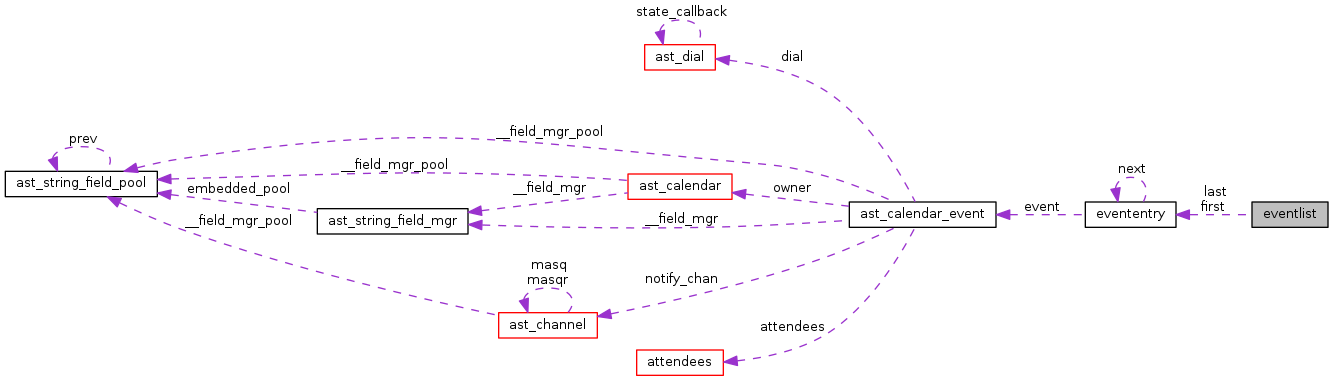 state_callback
ast_dial
dial
__field_mgr_pool
prev
__field_mgr_pool
ast_string_field_pool
embedded_pool
__field_mgr
ast_calendar
owner
next
last
first
event
ast_calendar_event
evententry
eventlist
__field_mgr_pool
ast_string_field_mgr
__field_mgr
masq
masqr
notify_chan
ast_channel
attendees
attendees